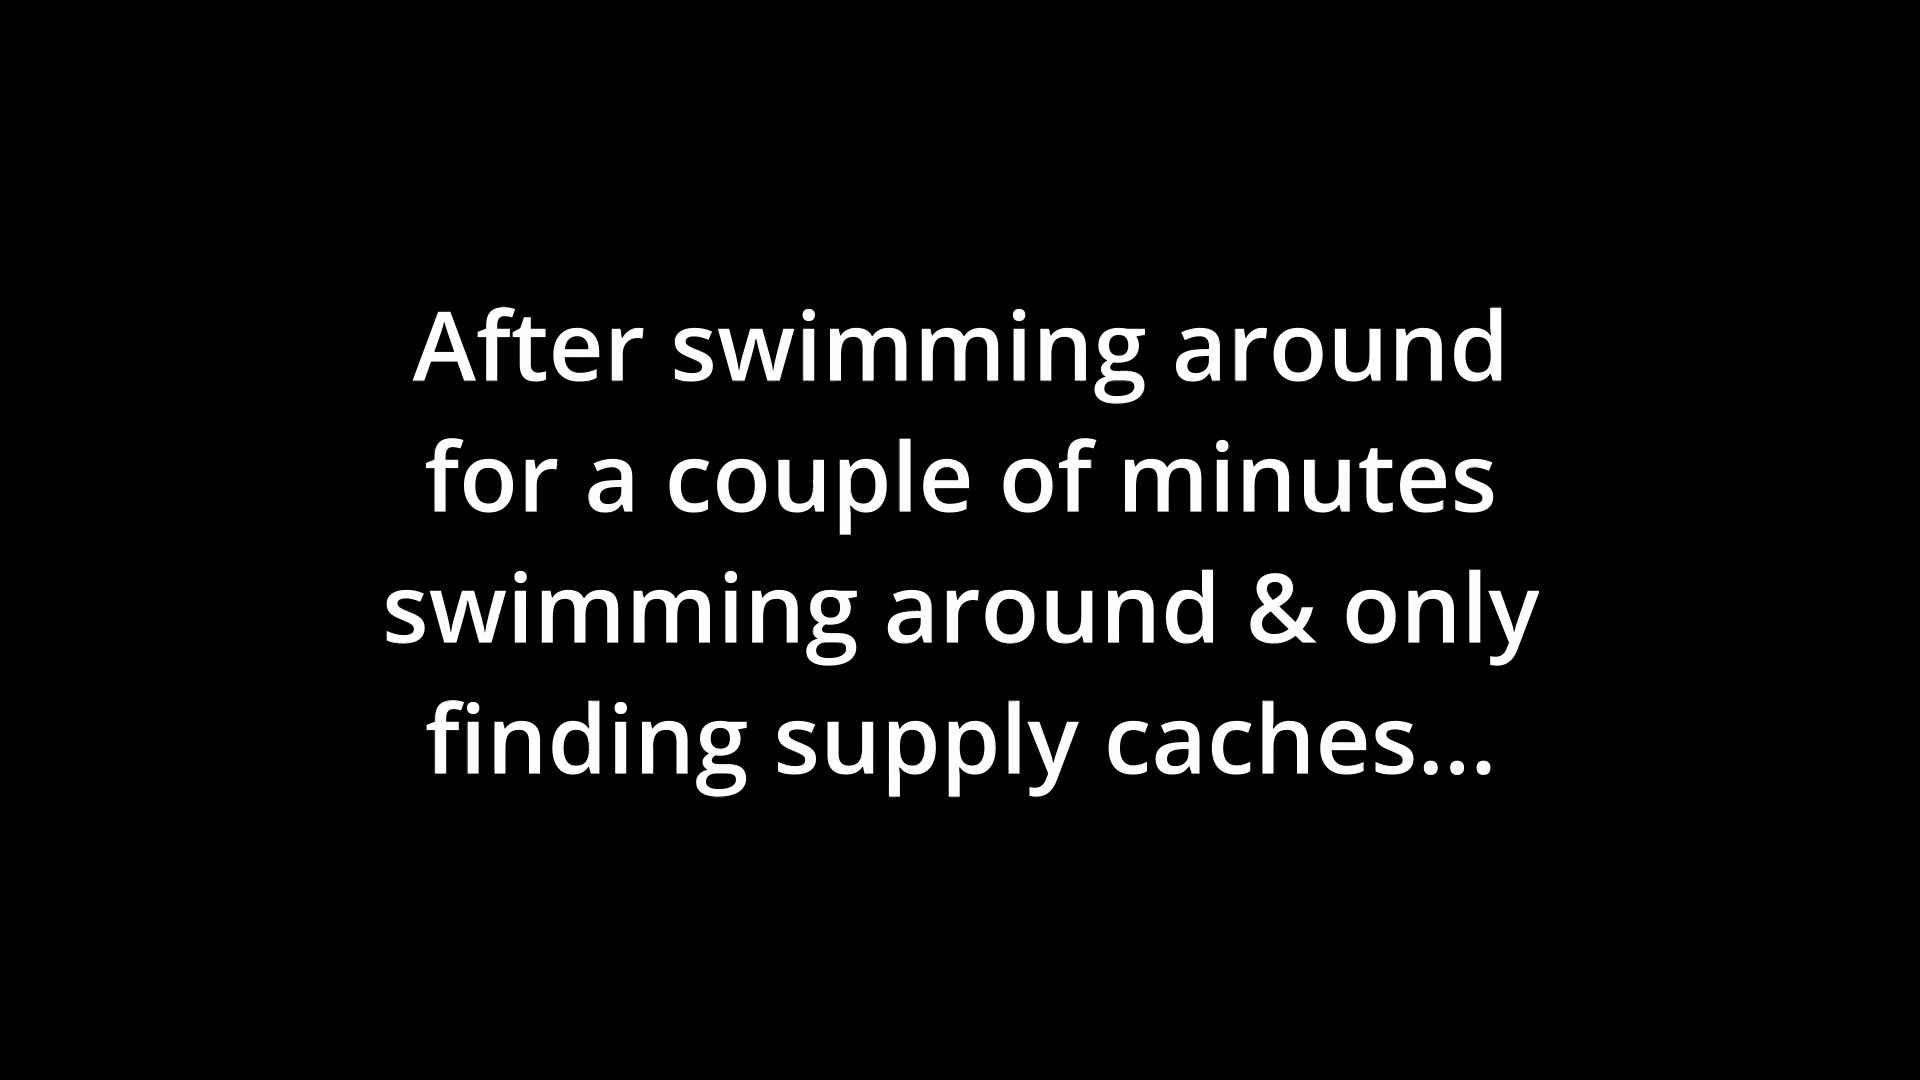 After swimming around
for a couple of minutes
swimming around & only
finding supply caches...